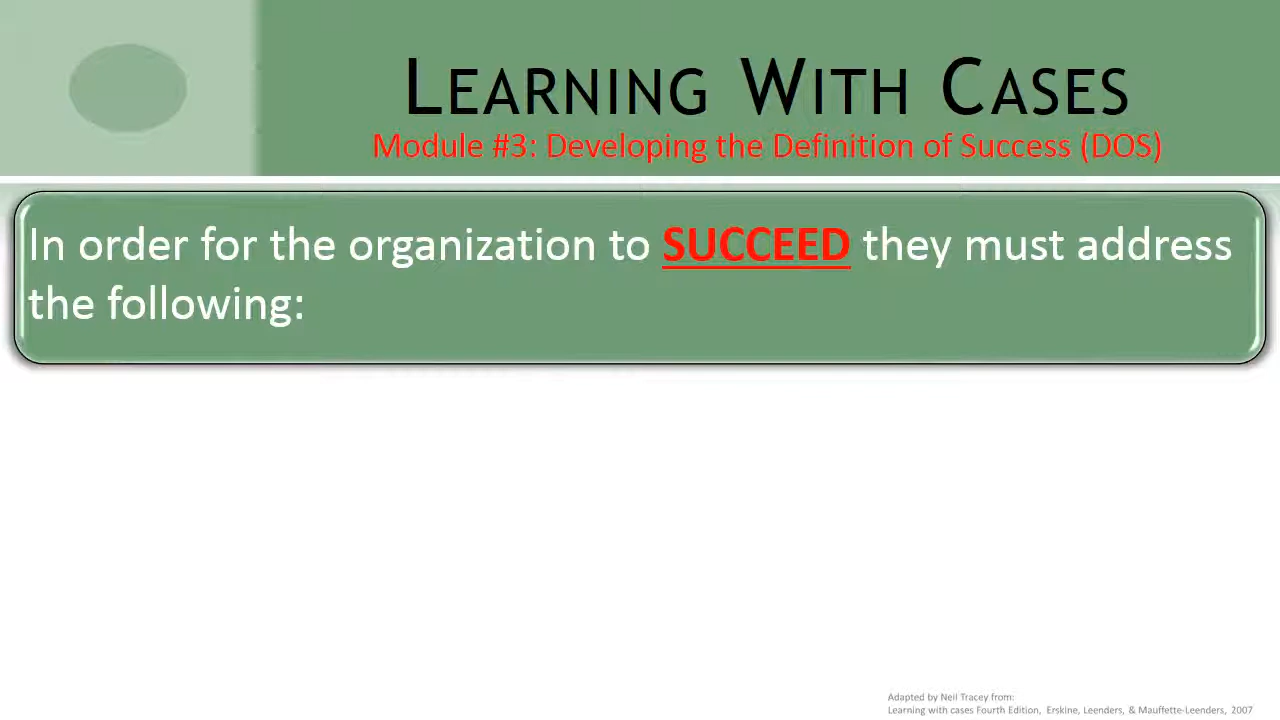 LEARNING WITH CASES
Module #3: Developing the Definition of Success (DOS)
In order for the organization to SUCCEED they must address
the following:
Adapted by Neil Tracey from:
Learning with cases Fourth Edition, Erskine, Leenders, & Mauffette-Leenders, 2007